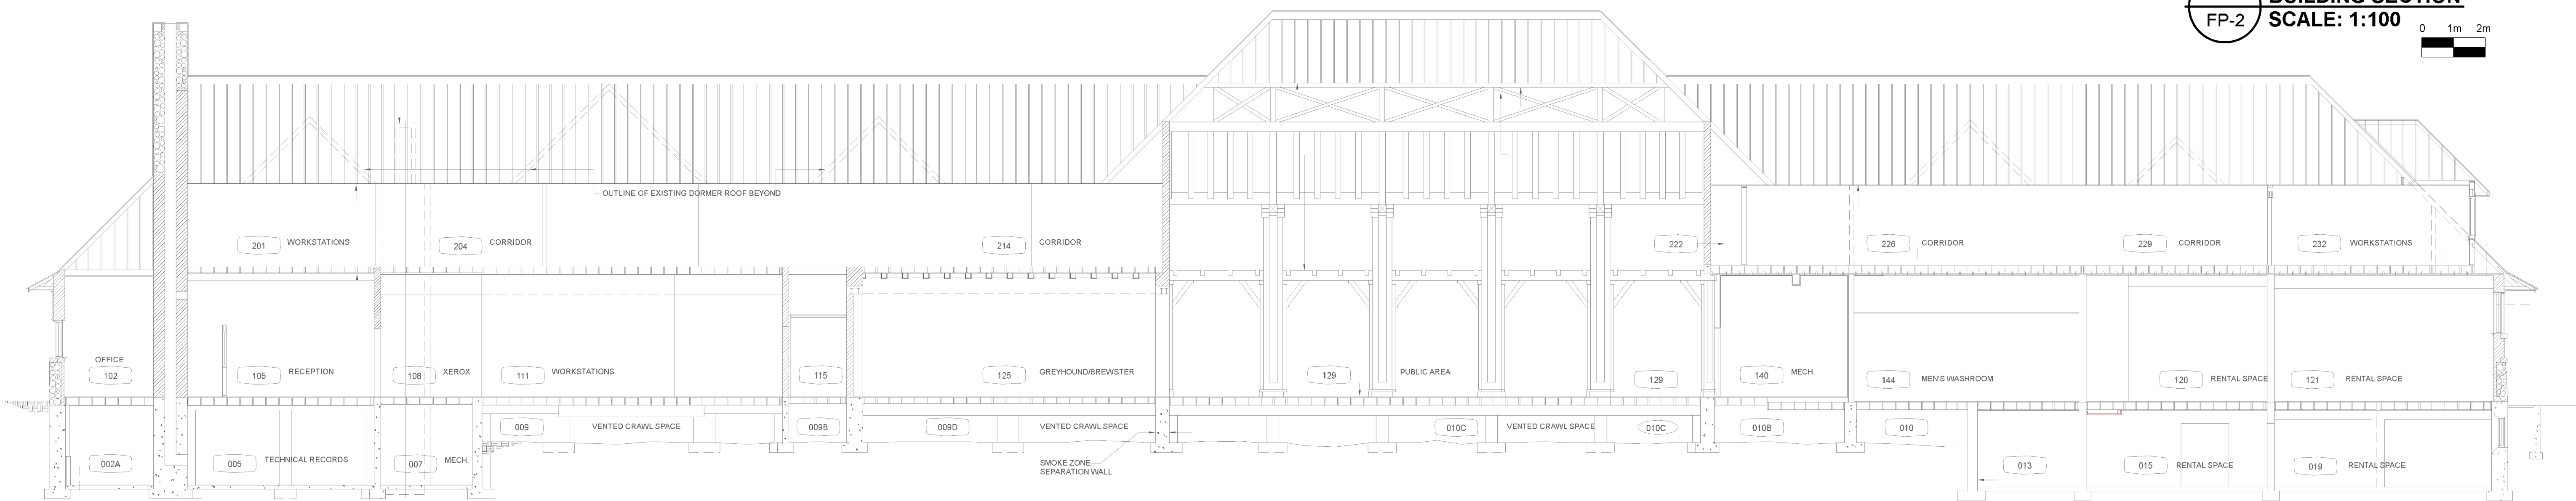 BUILDING SECTION
FP-2
SCALE: 1:100
0 1m 2m
OUTLINE OF EXISTING DORMER ROOF BEYOND
201 WORKSTATIONS
204 CORRIDOR
214 CORRIDOR
222
226 CORRIDOR
229 CORRIDOR
232 WORKSTATIONS
OFFICE
102
105 RECEPTION
108 XEROX
111 WORKSTATIONS
115
125 GREYHOUND/BREWSTER
129 PUBLIC AREA
129
140 MECH.
144 MEN'S WASHROOM
120 RENTAL SPACE
121 RENTAL SPACE
009 VENTED CRAWL SPACE
009B
009D VENTED CRAWL SPACE
010C VENTED CRAWL SPACE
010C
010B
010
002A
005 TECHNICAL RECORDS
007 MECH.
SMOKE ZONE
SEPARATION WALL
013
015 RENTAL SPACE
019 RENTAL SPACE